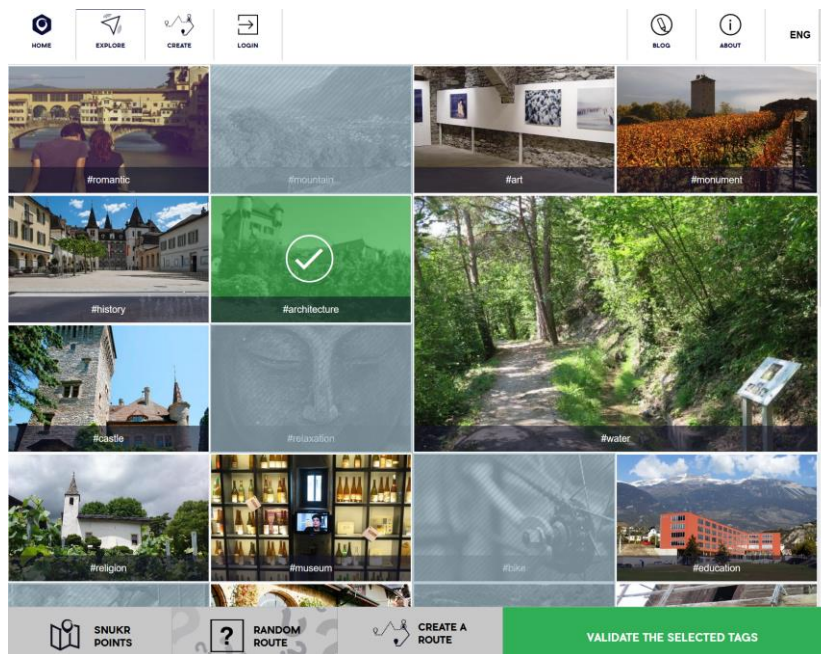 HOME
EXPLORE
CREATE
LOGIN
BLOG
ABOUT
ENG
#romantic
#mountain
#art
#monument
#history
#architecture
#castle
#relaxation
#water
#religion
#museum
#bike
#education
SNUKR
POINTS
?
RANDOM
ROUTE
CREATE A
ROUTE
VALIDATE THE SELECTED TAGS